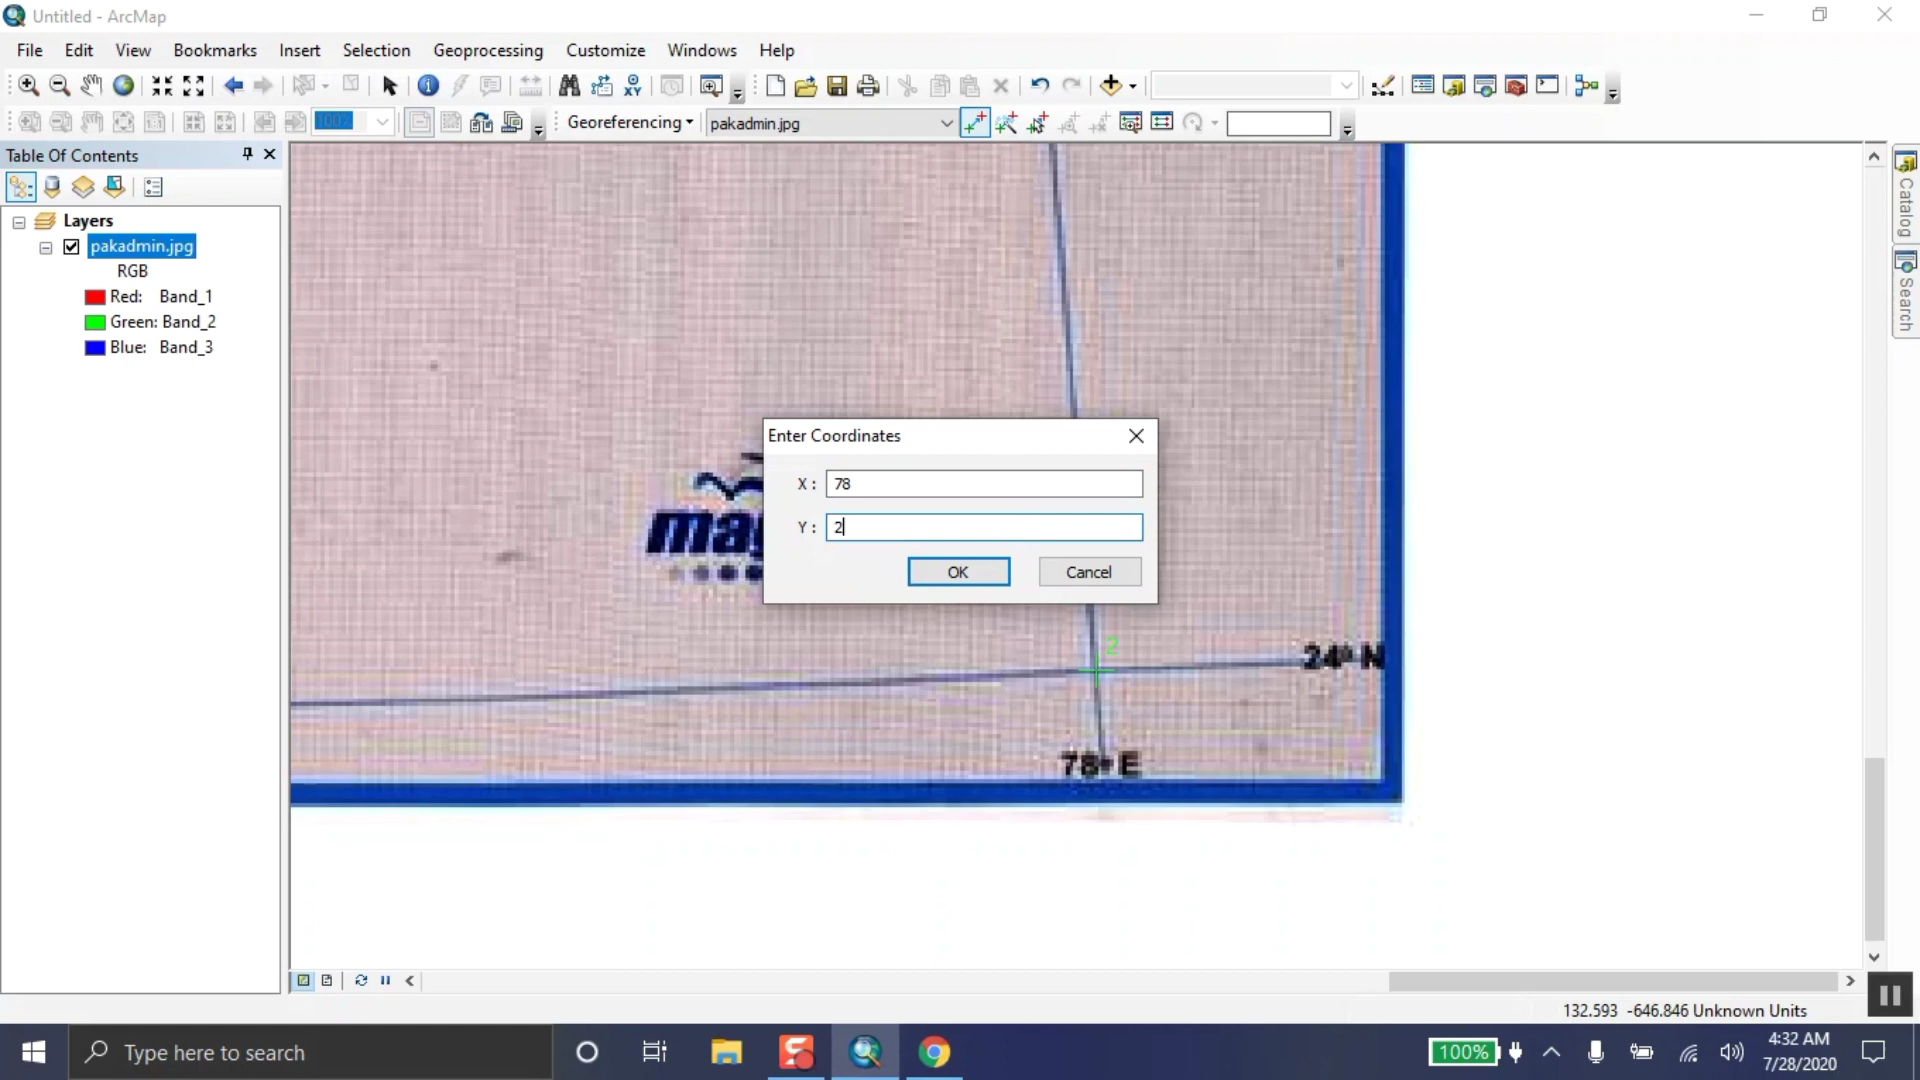 Untitled - ArcMap
File Edit View Bookmarks Insert Selection Geoprocessing Customize Windows Help
100% Georeferencing pakadmin.jpg
Table Of Contents
Layers
pakadmin.jpg
RGB
Red: Band_1
Green: Band_2
Blue: Band_3
Catalog
Search
Enter Coordinates
X: 78
Y: 2
OK Cancel
2
24° N
78° E
132.593 -646.846 Unknown Units
Type here to search
100%
4:32 AM
7/28/2020